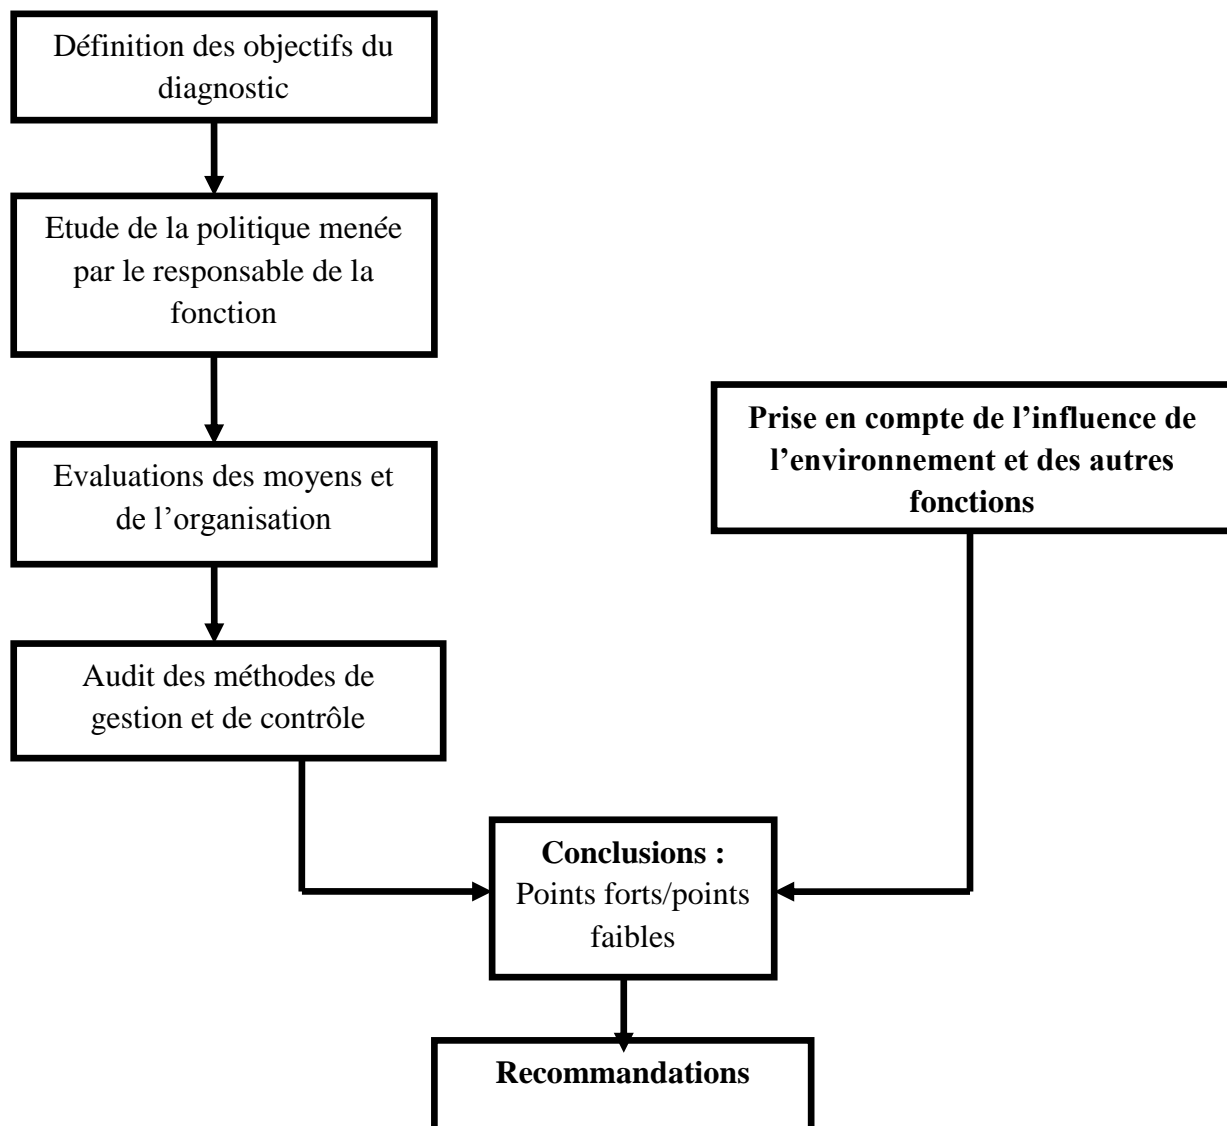 Définition des objectifs du
diagnostic
Etude de la politique menée
par le responsable de la
fonction
Evaluations des moyens et
de l’organisation
Audit des méthodes de
gestion et de contrôle
Prise en compte de l’influence de
l’environnement et des autres
fonctions
Conclusions :
Points forts/points
faibles
Recommandations